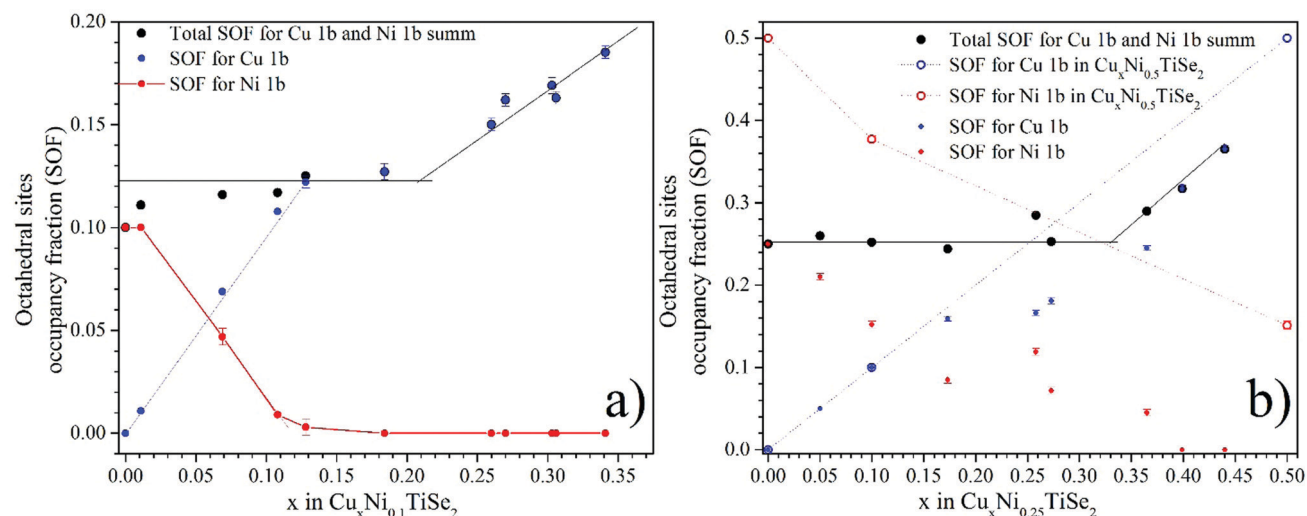 0.20
0.15
0.10
0.05
0.00
Octahedral sites
occupancy fraction (SOF)
Total SOF for Cu 1b and Ni 1b summ
SOF for Cu 1b
SOF for Ni 1b
a)
0.00 0.05 0.10 0.15 0.20 0.25 0.30 0.35
x in CuₓNi₀.₁TiSe₂
0.5
0.4
0.3
0.2
0.1
0.0
Octahedral sites
occupancy fraction (SOF)
Total SOF for Cu 1b and Ni 1b summ
SOF for Cu 1b in CuₓNi₀.₅TiSe₂
SOF for Ni 1b in CuₓNi₀.₅TiSe₂
SOF for Cu 1b
SOF for Ni 1b
b)
0.00 0.05 0.10 0.15 0.20 0.25 0.30 0.35 0.40 0.45 0.50
x in CuₓNi₀.₂₅TiSe₂